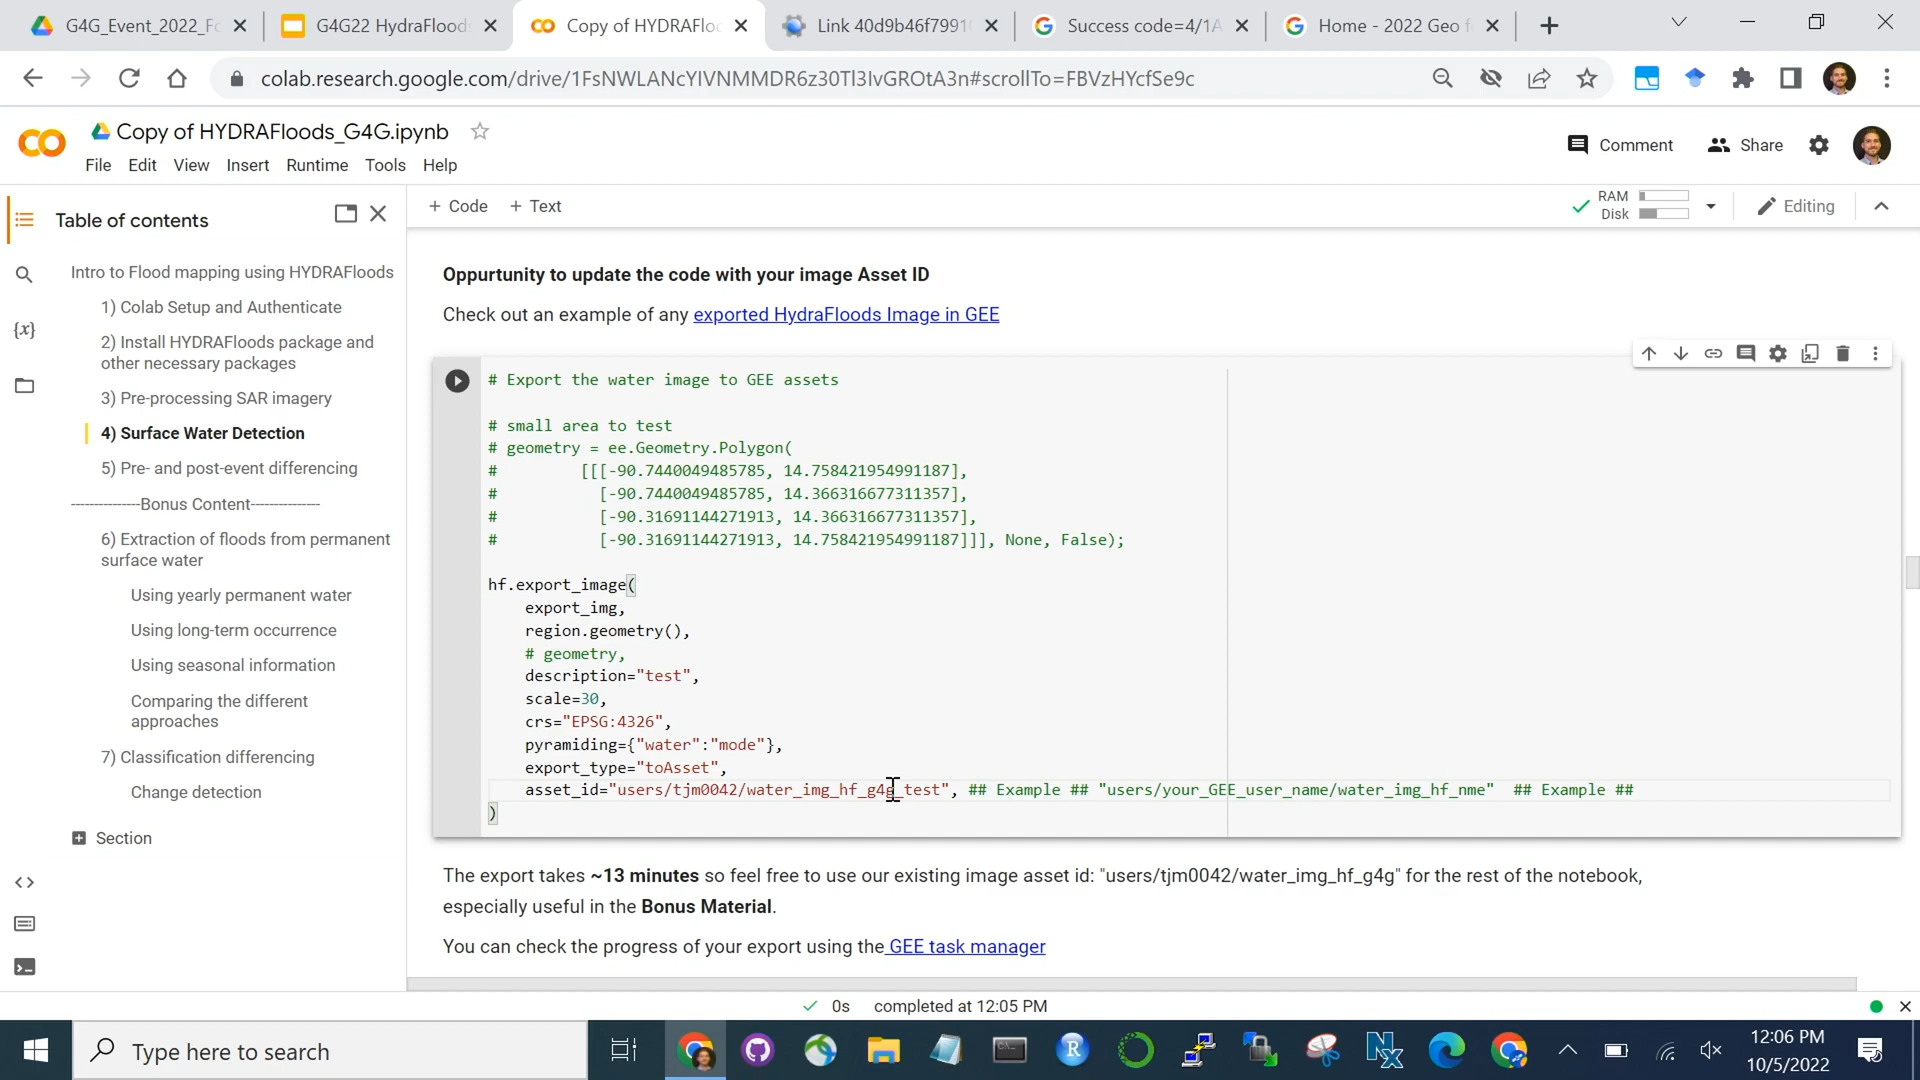 G4G_Event_2022_Fo
G4G22 HydraFloods
Copy of HYDRAFloo
Link 40d9b46f7991
Success code=4/1A
Home - 2022 Geo f
colab.research.google.com/drive/1FsNWLANcYIVNMMDR6z30Tl3IvGROtA3n#scrollTo=FBVzHYcfSe9c
Copy of HYDRAFloods_G4G.ipynb
Comment
Share
File Edit View Insert Runtime Tools Help
Table of contents
+ Code + Text
RAM
Disk
Editing
Intro to Flood mapping using HYDRAFloods
1) Colab Setup and Authenticate
2) Install HYDRAFloods package and
other necessary packages
3) Pre-processing SAR imagery
4) Surface Water Detection
5) Pre- and post-event differencing
---------------Bonus Content---------------
6) Extraction of floods from permanent
surface water
Using yearly permanent water
Using long-term occurrence
Using seasonal information
Comparing the different
approaches
7) Classification differencing
Change detection
Section
{x}
Oppurtunity to update the code with your image Asset ID
Check out an example of any exported HydraFloods Image in GEE
# Export the water image to GEE assets
# small area to test
# geometry = ee.Geometry.Polygon(
# [[[-90.7440049485785, 14.758421954991187],
# [-90.7440049485785, 14.366316677311357],
# [-90.31691144271913, 14.366316677311357],
# [-90.31691144271913, 14.758421954991187]]], None, False);
hf.export_image(
export_img,
region.geometry(),
# geometry,
description="test",
scale=30,
crs="EPSG:4326",
pyramiding={"water":"mode"},
export_type="toAsset",
asset_id="users/tjm0042/water_img_hf_g4g_test", ## Example ## "users/your_GEE_user_name/water_img_hf_nme" ## Example ##
)
The export takes ~13 minutes so feel free to use our existing image asset id: "users/tjm0042/water_img_hf_g4g" for the rest of the notebook,
especially useful in the Bonus Material.
You can check the progress of your export using the GEE task manager
0s completed at 12:05 PM
Type here to search
12:06 PM
10/5/2022